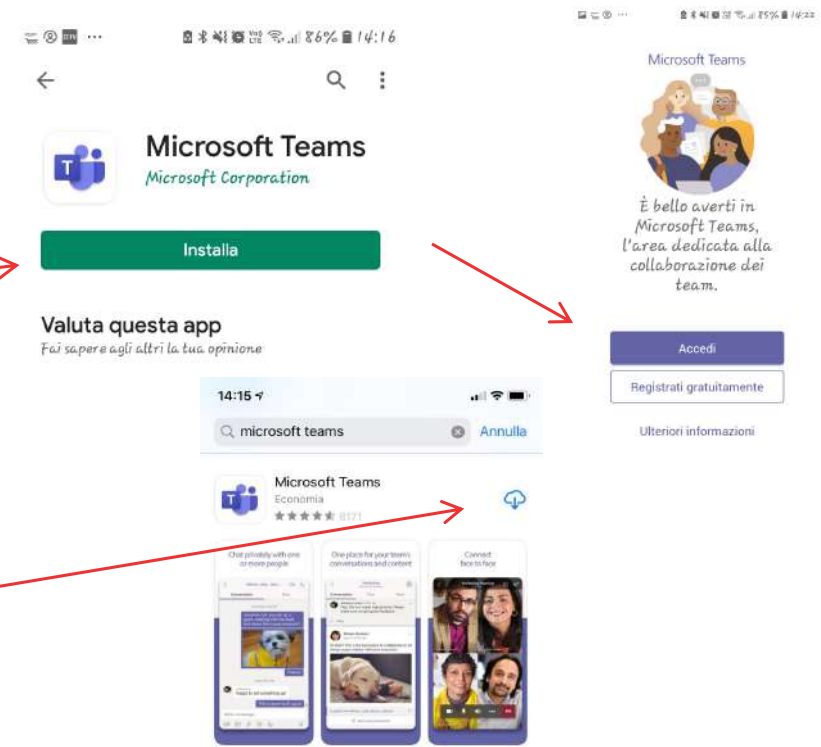 86% 14:16
Microsoft Teams
Microsoft Corporation
Installa
Valuta questa app
Fai sapere agli altri la tua opinione
85% 14:22
Microsoft Teams
È bello averti in
Microsoft Teams,
l'area dedicata alla
collaborazione dei
team.
Accedi
Registrati gratuitamente
Ulteriori informazioni
14:15
microsoft teams
Annulla
Microsoft Teams
Economia
8171
Chat privately with one
or more people
One place for your team's
conversations and content
Connect
face to face